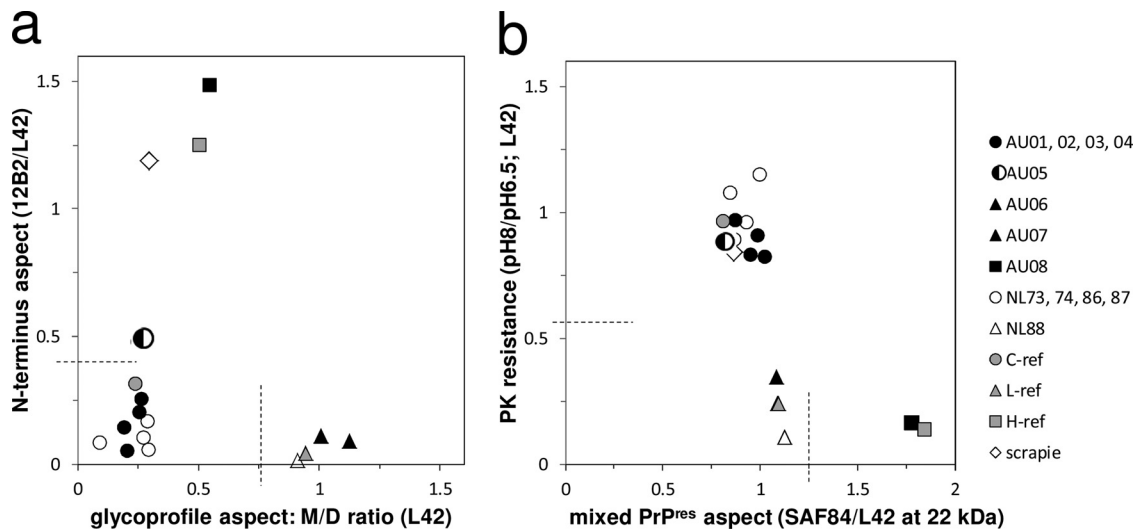 a
N-terminus aspect (12B2/L42)
1.5
1
0.5
0
0
0.5
1
1.5
glycoprofile aspect: M/D ratio (L42)
b
PK resistance (pH8/pH6.5; L42)
1.5
1
0.5
0
0
0.5
1
1.5
2
mixed PrPres aspect (SAF84/L42 at 22 kDa)
AU01, 02, 03, 04
AU05
AU06
AU07
AU08
NL73, 74, 86, 87
NL88
C-ref
L-ref
H-ref
scrapie